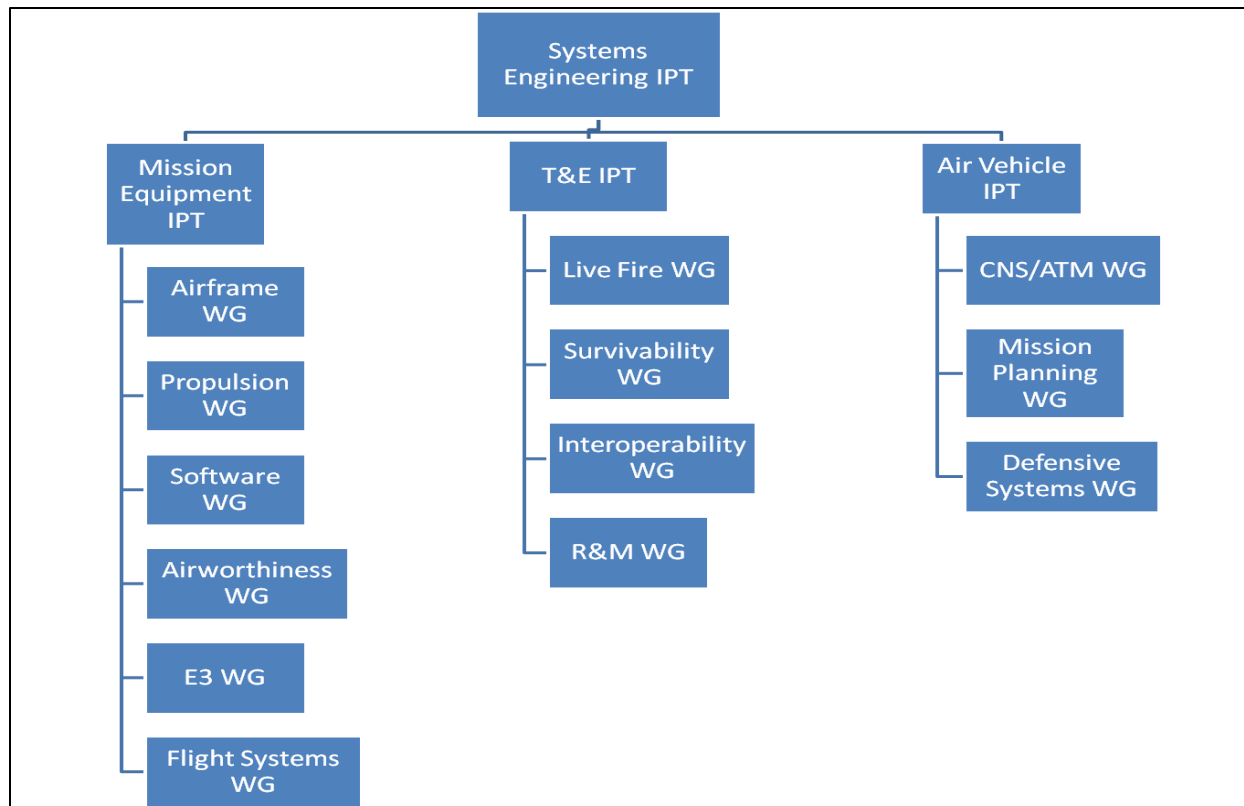 Systems
Engineering IPT
Mission
Equipment
IPT
T&E IPT
Air Vehicle
IPT
Airframe
WG
Propulsion
WG
Software
WG
Airworthiness
WG
E3 WG
Flight Systems
WG
Live Fire WG
Survivability
WG
Interoperability
WG
R&M WG
CNS/ATM WG
Mission
Planning
WG
Defensive
Systems WG